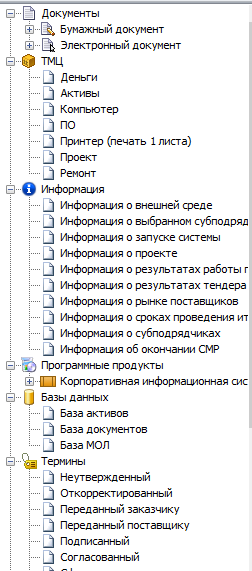 Документы
Бумажный документ
Электронный документ
ТМЦ
Деньги
Активы
Компьютер
ПО
Принтер (печать 1 листа)
Проект
Ремонт
Информация
Информация о внешней среде
Информация о выбранном субподряд
Информация о запуске системы
Информация о проекте
Информация о результатах работы г
Информация о результатах тендера
Информация о рынке поставщиков
Информация о сроках проведения ит
Информация о субподрядчиках
Информация об окончании СМР
Программные продукты
Корпоративная информационная сис
Базы данных
База активов
База документов
База МОЛ
Термины
Неутвержденный
Откорректированный
Переданный заказчику
Переданный поставщику
Подписанный
Согласованный